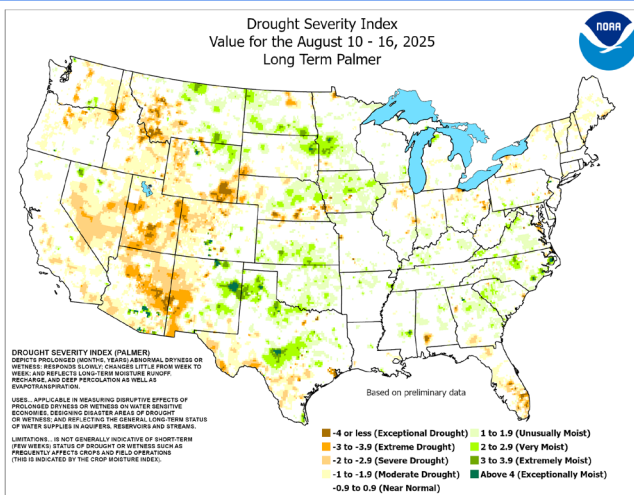 Drought Severity Index
Value for the August 10 - 16, 2025
Long Term Palmer
NOAA
DROUGHT SEVERITY INDEX (PALMER)
DEPICTS PROLONGED (MONTHS, YEARS) ABNORMAL DRYNESS OR
WETNESS; RESPONDS SLOWLY; CHANGES LITTLE FROM WEEK TO
WEEK; AND REFLECTS LONG-TERM MOISTURE RUNOFF,
RECHARGE, AND DEEP PERCOLATION AS WELL AS
EVAPOTRANSPIRATION.
USES... APPLICABLE IN MEASURING DISRUPTIVE EFFECTS OF
PROLONGED DRYNESS OR WETNESS ON WATER SENSITIVE
ECONOMIES, DESIGNING DISASTER AREAS OF DROUGHT
OR WETNESS; AND REFLECTING THE GENERAL LONG-TERM STATUS
OF WATER SUPPLIES IN AQUIFERS, RESERVOIRS AND STREAMS.
LIMITATIONS... IS NOT GENERALLY INDICATIVE OF SHORT-TERM
(FEW WEEKS) STATUS OF DROUGHT OR WETNESS SUCH AS
FREQUENTLY AFFECTS CROPS AND FIELD OPERATIONS
(THIS IS INDICATED BY THE CROP MOISTURE INDEX).
Based on preliminary data
-4 or less (Exceptional Drought)
-3 to -3.9 (Extreme Drought)
-2 to -2.9 (Severe Drought)
-1 to -1.9 (Moderate Drought)
-0.9 to 0.9 (Near Normal)
1 to 1.9 (Unusually Moist)
2 to 2.9 (Very Moist)
3 to 3.9 (Extremely Moist)
Above 4 (Exceptionally Moist)